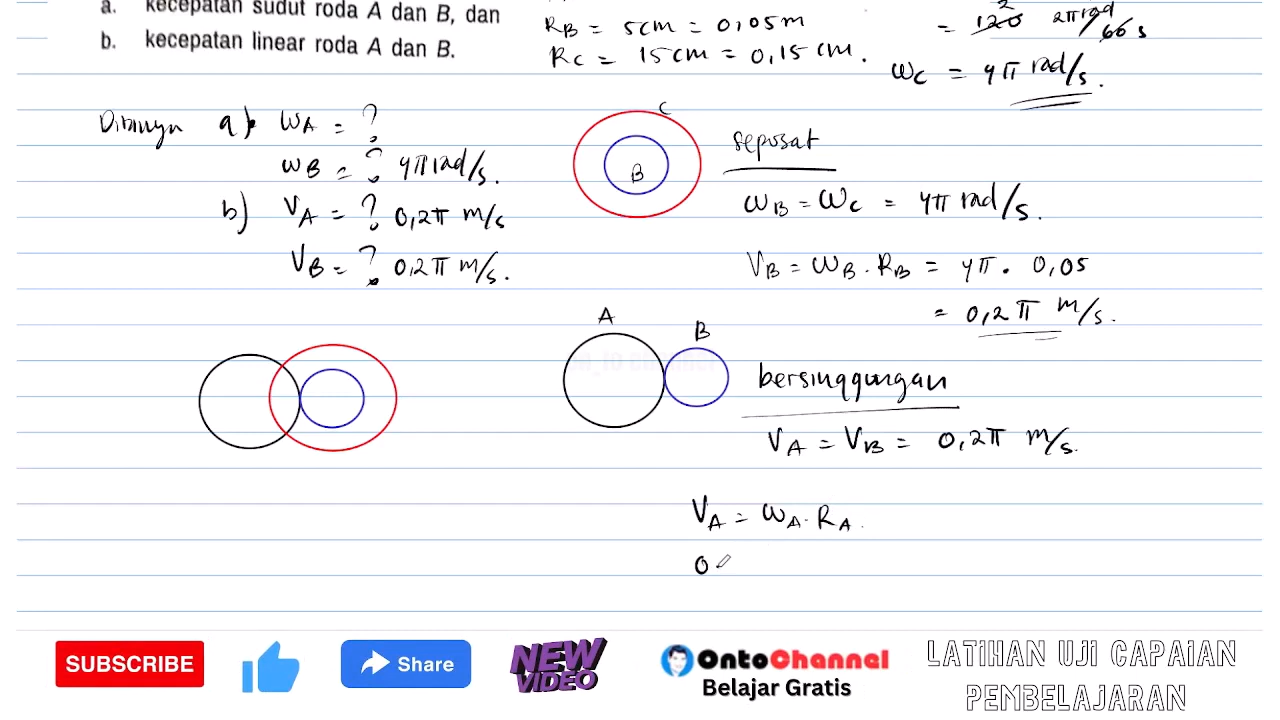 a. kecepatan sudut roda A dan B, dan
b. kecepatan linear roda A dan B.
RB = 5cm = 0,05m
RC = 15cm = 0,15 cm.
= 120 2 2π rad/60 s
ωC = 4π rad/s.
a) ωA = ?
ωB = ? 4π rad/s.
b) VA = ? 0,2π m/s
VB = ? 0,2π m/s.
C
B
sepusat
ωB = ωC = 4π rad/s.
VB = ωB . RB = 4π . 0,05
= 0,2π m/s.
A
B
bersinggungan
VA = VB = 0,2π m/s.
VA = ωA . RA.
0
SUBSCRIBE
Share
NEW VIDEO
OntoChannel
Belajar Gratis
LATIHAN UJI CAPAIAN
PEMBELAJARAN